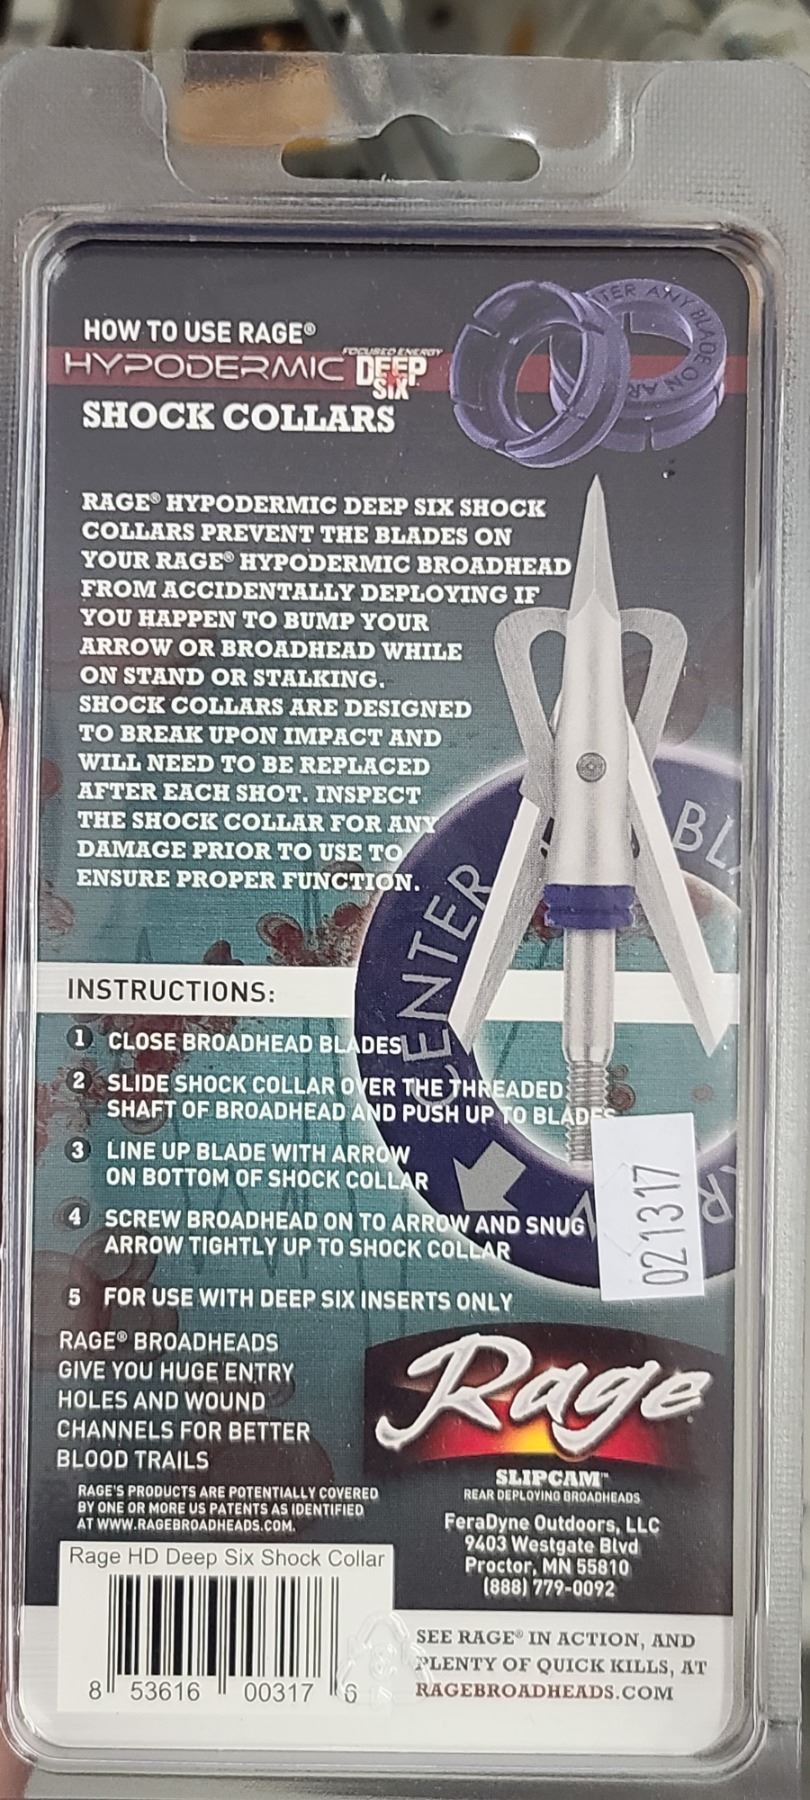 HOW TO USE RAGE®
HYPODERMIC FOCUSED ENERGY DEEP SIX
SHOCK COLLARS
TER ANY BLADE ON AR
RAGE® HYPODERMIC DEEP SIX SHOCK
COLLARS PREVENT THE BLADES ON
YOUR RAGE® HYPODERMIC BROADHEAD
FROM ACCIDENTALLY DEPLOYING IF
YOU HAPPEN TO BUMP YOUR
ARROW OR BROADHEAD WHILE
ON STAND OR STALKING.
SHOCK COLLARS ARE DESIGNED
TO BREAK UPON IMPACT AND
WILL NEED TO BE REPLACED
AFTER EACH SHOT. INSPECT
THE SHOCK COLLAR FOR ANY
DAMAGE PRIOR TO USE TO
ENSURE PROPER FUNCTION.
CENTER
BL
INSTRUCTIONS:
1 CLOSE BROADHEAD BLADES
2 SLIDE SHOCK COLLAR OVER THE THREADED
SHAFT OF BROADHEAD AND PUSH UP TO BLADES
3 LINE UP BLADE WITH ARROW
ON BOTTOM OF SHOCK COLLAR
4 SCREW BROADHEAD ON TO ARROW AND SNUG
ARROW TIGHTLY UP TO SHOCK COLLAR
5 FOR USE WITH DEEP SIX INSERTS ONLY
021317
RAGE® BROADHEADS
GIVE YOU HUGE ENTRY
HOLES AND WOUND
CHANNELS FOR BETTER
BLOOD TRAILS
Rage
SLIPCAM™
REAR DEPLOYING BROADHEADS
RAGE'S PRODUCTS ARE POTENTIALLY COVERED
BY ONE OR MORE US PATENTS AS IDENTIFIED
AT WWW.RAGEBROADHEADS.COM.
FeraDyne Outdoors, LLC
9403 Westgate Blvd
Proctor, MN 55810
(888) 779-0092
Rage HD Deep Six Shock Collar
8 53616 00317 6
SEE RAGE® IN ACTION, AND
PLENTY OF QUICK KILLS, AT
RAGEBROADHEADS.COM